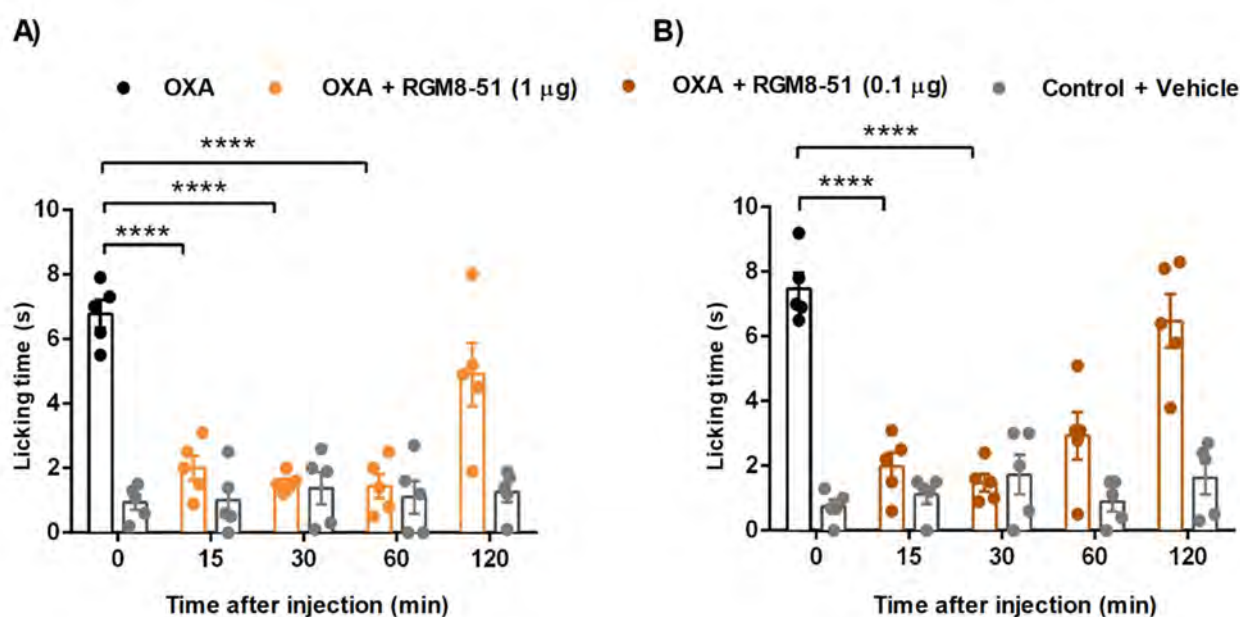 A)
B)
OXA
OXA + RGM8-51 (1 μg)
OXA + RGM8-51 (0.1 μg)
Control + Vehicle
****
****
****
10
8
6
4
2
0
Licking time (s)
0 15 30 60 120
Time after injection (min)
****
****
10
8
6
4
2
0
Licking time (s)
0 15 30 60 120
Time after injection (min)